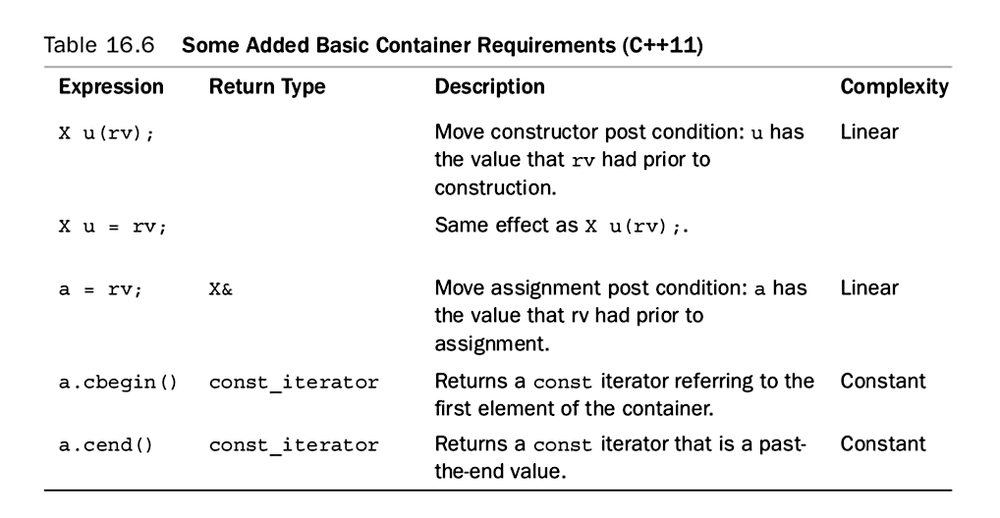 Table 16.6 Some Added Basic Container Requirements (C++11)
Expression Return Type Description Complexity
X u(rv); Move constructor post condition: u has Linear
the value that rv had prior to
construction.
X u = rv; Same effect as X u(rv);.
a = rv; X& Move assignment post condition: a has Linear
the value that rv had prior to
assignment.
a.cbegin() const_iterator Returns a const iterator referring to the Constant
first element of the container.
a.cend() const_iterator Returns a const iterator that is a past- Constant
the-end value.